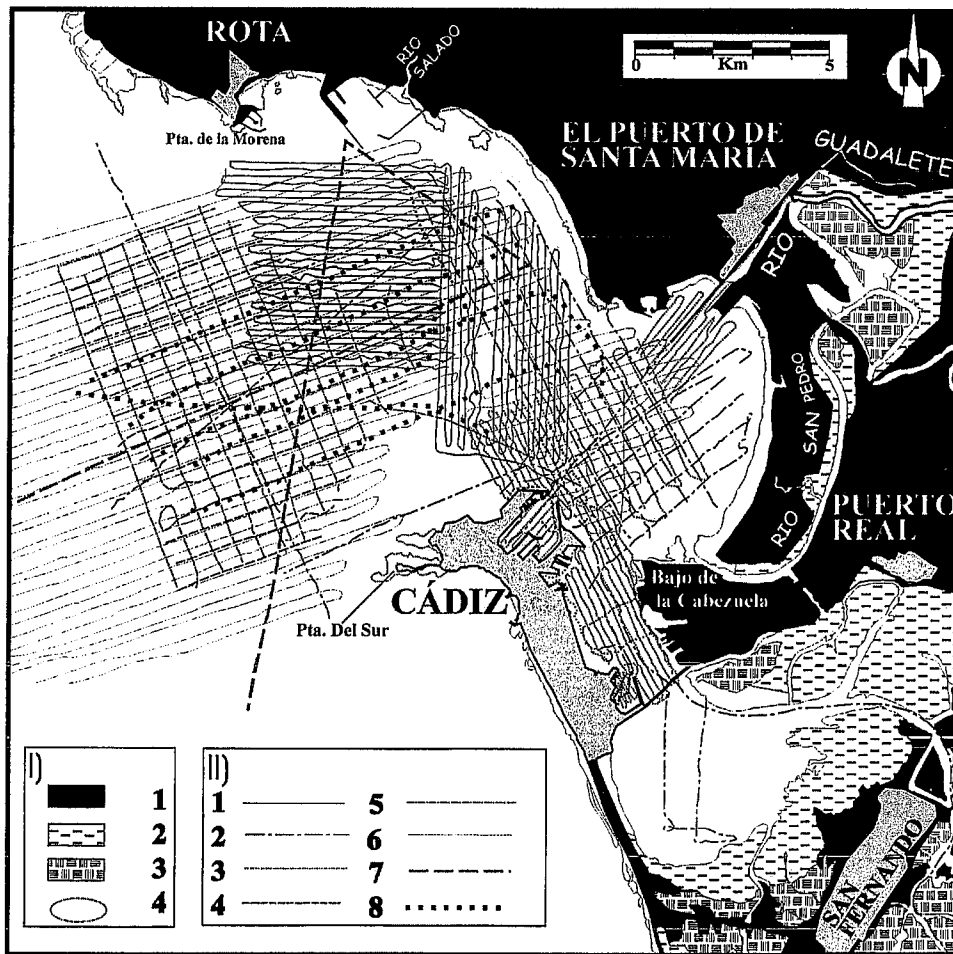 ROTA
RIO
SALADO
0 Km 5
N
Pta. de la Morena
EL PUERTO DE
SANTA MARÍA
GUADALETE
RIO
SAN PEDRO
RIO
PUERTO
REAL
Bajo de
la Cabezuela
CÁDIZ
Pta. Del Sur
SAN
FERNANDO
I)
1
2
3
4
II)
1 5
2 6
3 7
4 8